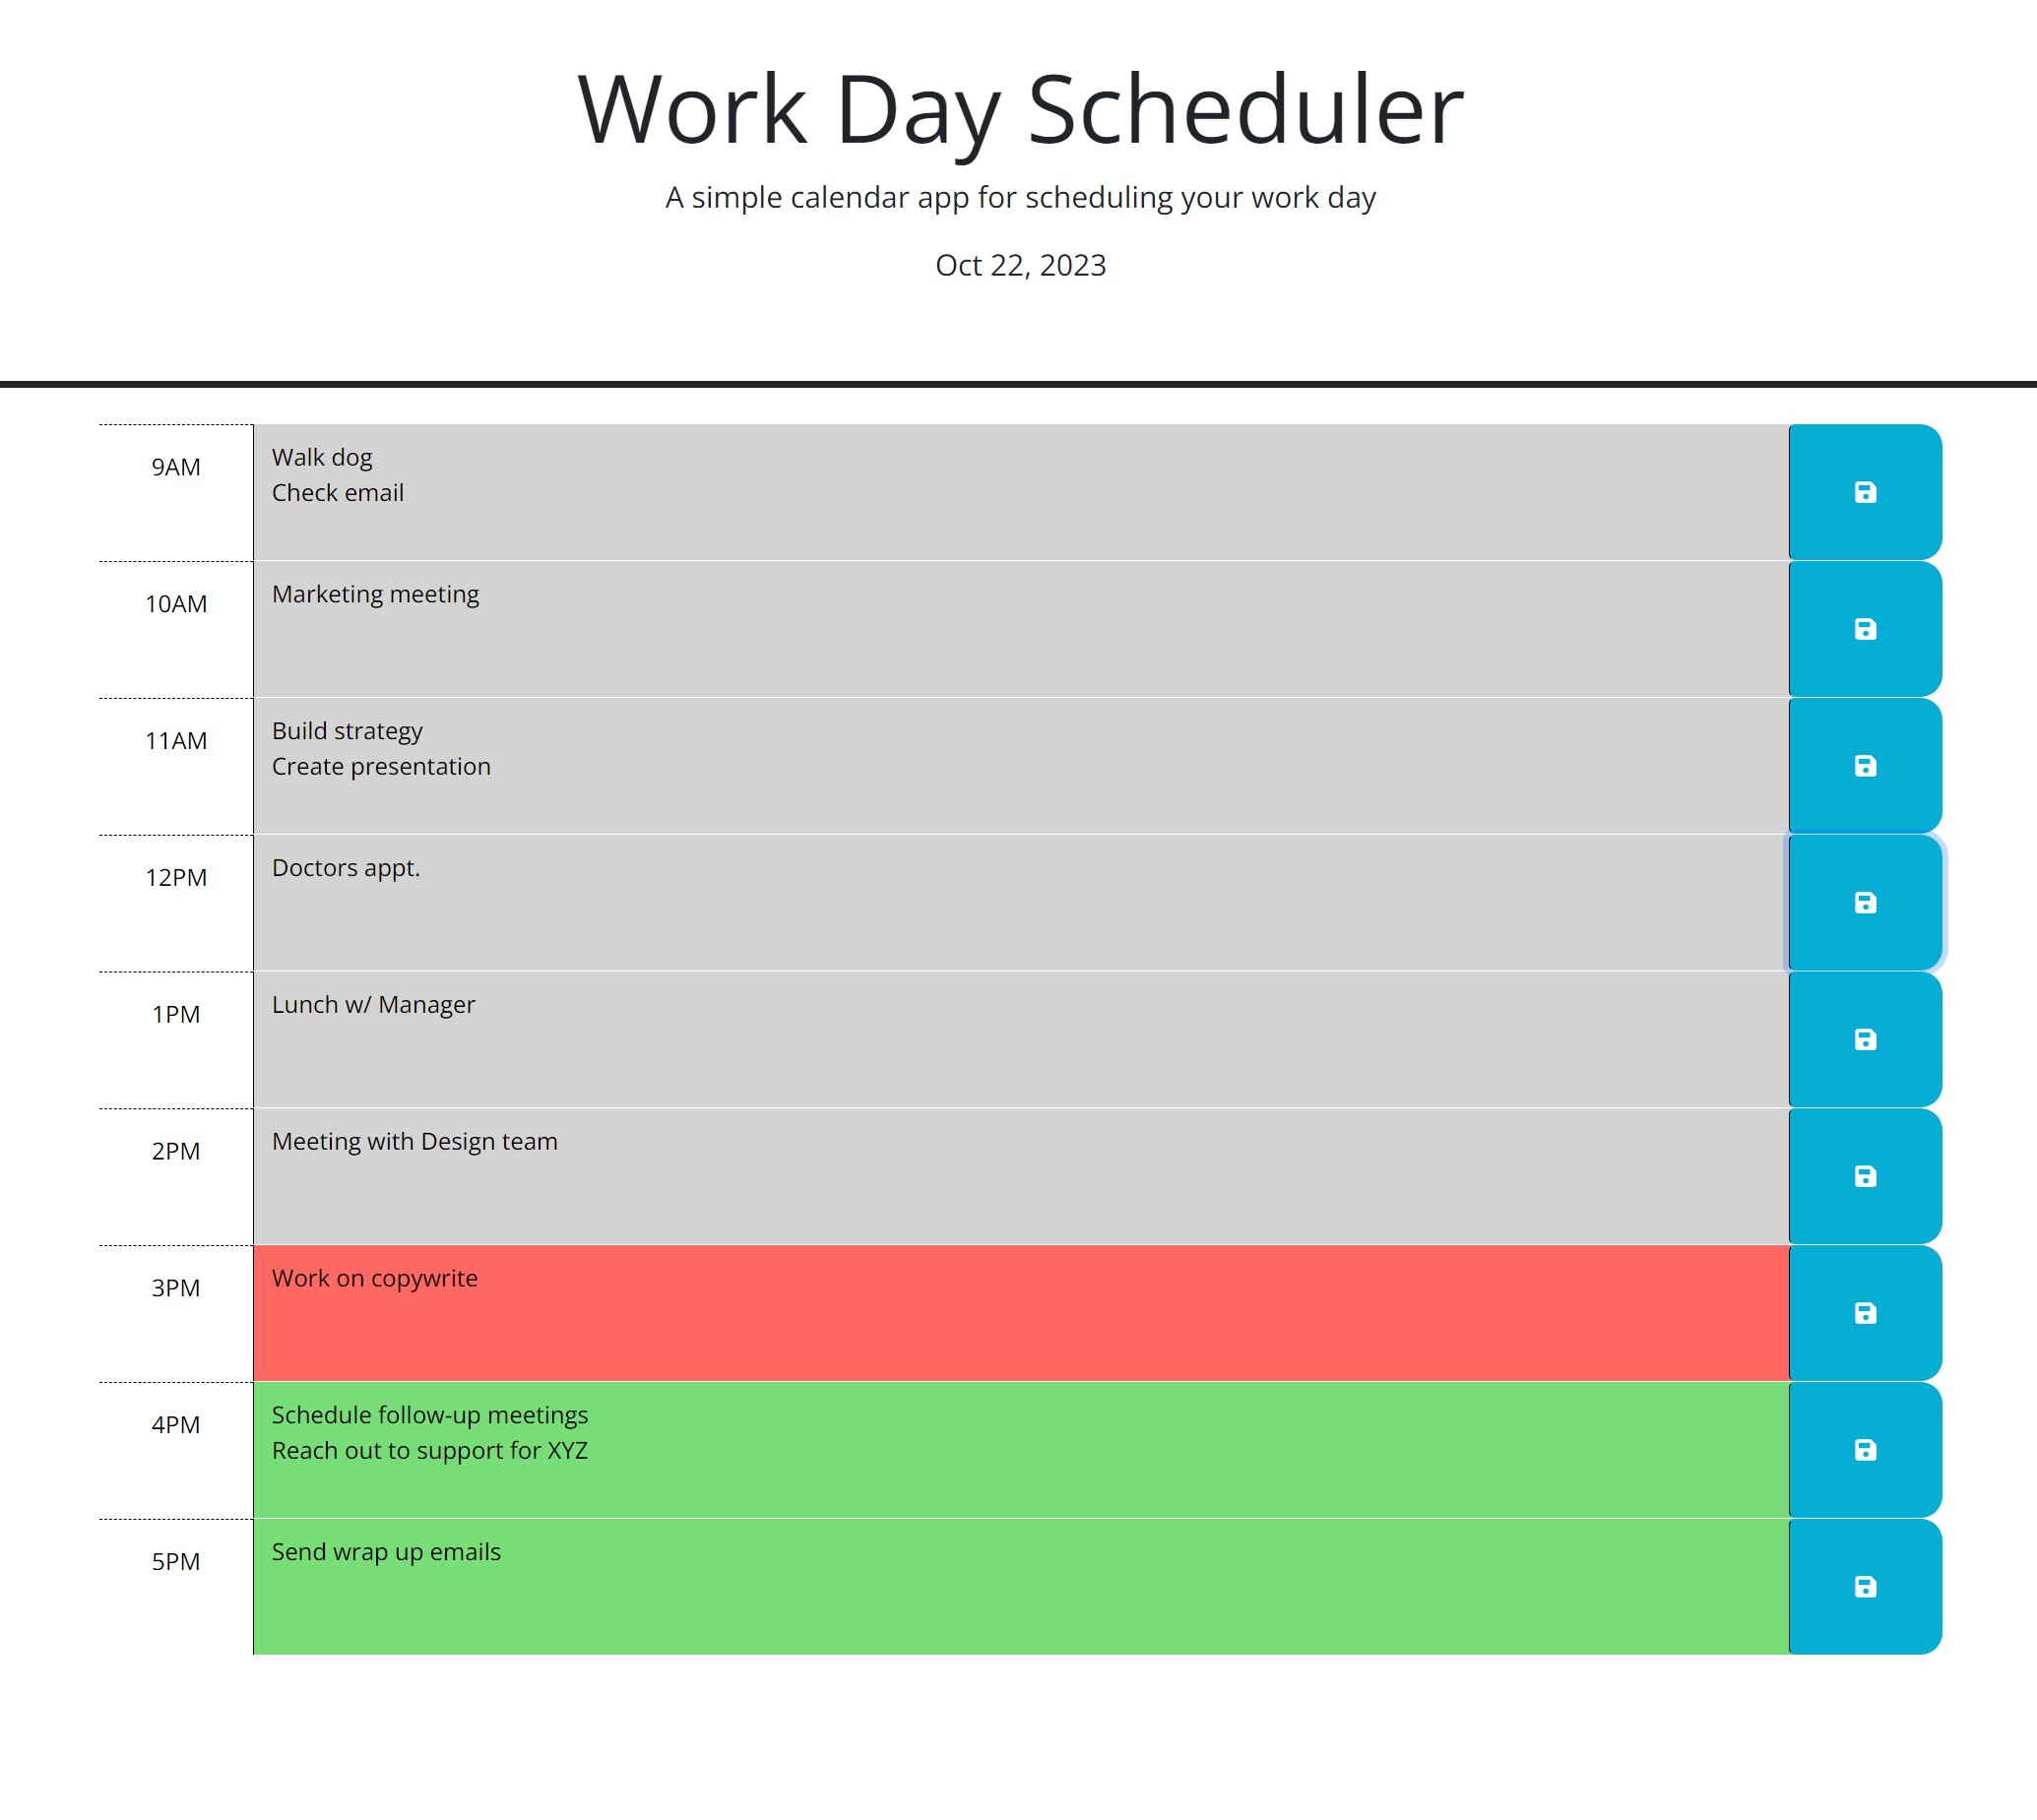 Work Day Scheduler
A simple calendar app for scheduling your work day
Oct 22, 2023
9AM
Walk dog
Check email
10AM
Marketing meeting
11AM
Build strategy
Create presentation
12PM
Doctors appt.
1PM
Lunch w/ Manager
2PM
Meeting with Design team
3PM
Work on copywrite
4PM
Schedule follow-up meetings
Reach out to support for XYZ
5PM
Send wrap up emails